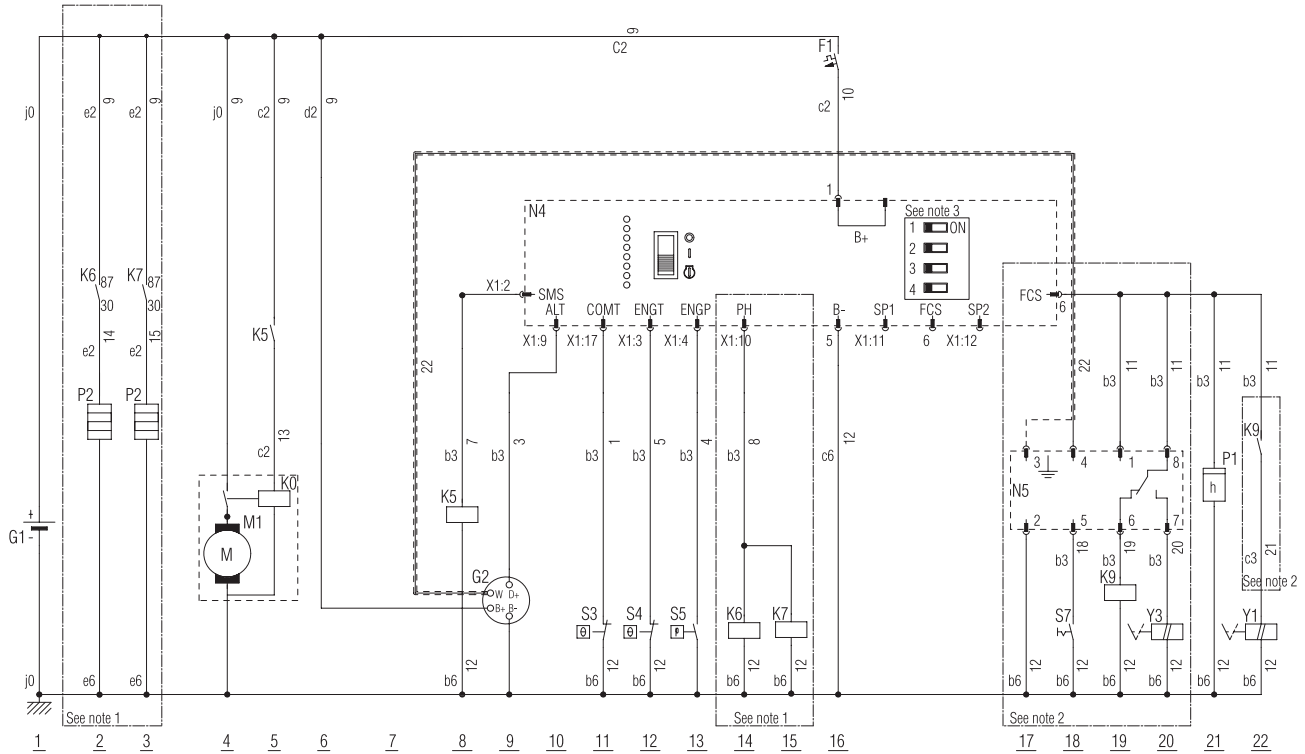 9
C2
F1
j0
e2
9
e2
9
j0
9
c2
9
d2
9
c2
10
1
N4
B+
See note 3
1
ON
2
3
4
K6
87
30
K7
87
30
X1:2
SMS
ALT
COMT
ENGT
ENGP
PH
B-
SP1
FCS
SP2
FCS
6
X1:9
X1:17
X1:3
X1:4
X1:10
5
X1:11
6
X1:12
K5
e2
14
e2
15
P2
P2
22
22
b3
11
b3
11
b3
11
b3
11
c2
13
b3
7
b3
3
b3
1
b3
5
b3
4
b3
8
c6
12
K9
3
4
1
8
P1
h
K0
K5
N5
M1
M
+
G1
-
2
5
6
7
18
19
20
b3
b3
b3
c3
21
See note 2
G2
W
D+
B+
B-
K9
S3
θ
S4
θ
S5
P
K6
K7
S7
Y3
Y1
j0
e6
e6
b6
12
b6
12
b6
12
b6
12
b6
12
b6
12
b6
12
b6
12
b6
12
b6
12
b6
12
b6
12
See note 1
See note 1
See note 2
1
2
3
4
5
6
7
8
9
10
11
12
13
14
15
16
17
18
19
20
21
22